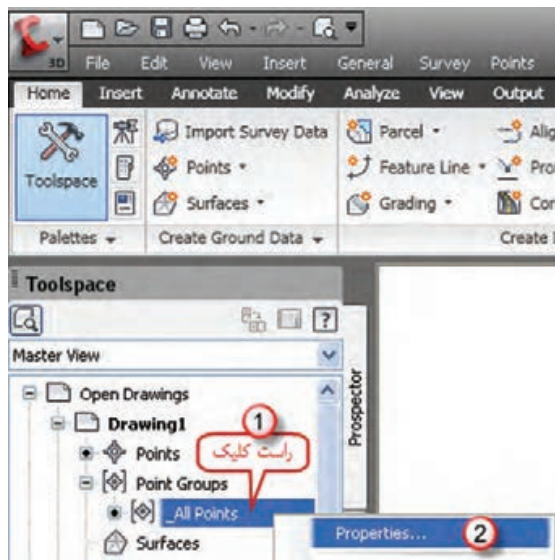 3D
File Edit View Insert General Survey Points
Home Insert Annotate Modify Analyze View Output
Toolspace
Import Survey Data
Points
Surfaces
Parcel
Feature Line
Grading
Palettes
Create Ground Data
Create
Toolspace
?
Master View
Prospector
Open Drawings
Drawing1
1
Points
راست کلیک
Point Groups
_All Points
Properties...
2
Surfaces